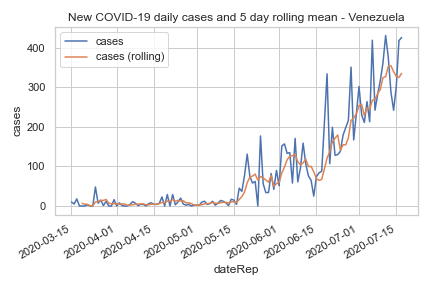 New COVID-19 daily cases and 5 day rolling mean - Venezuela
cases
cases (rolling)
400
300
200
100
0
cases
2020-03-15
2020-04-01
2020-04-15
2020-05-01
2020-05-15
2020-06-01
2020-06-15
2020-07-01
2020-07-15
dateRep